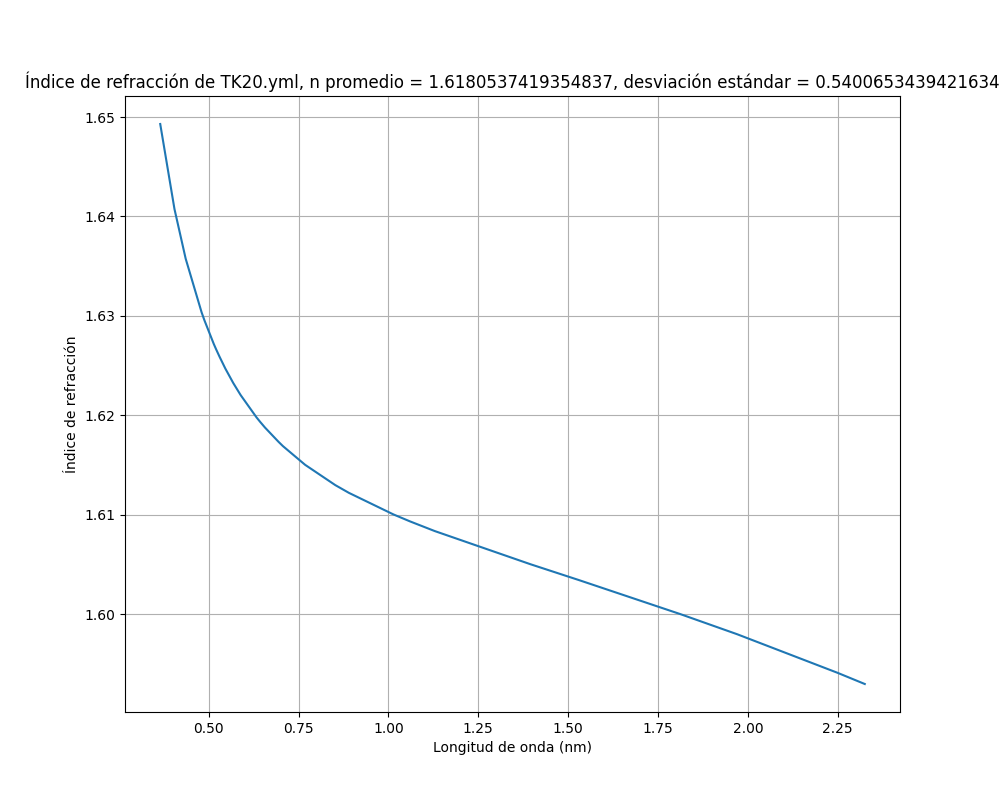 Índice de refracción de TK20.yml, n promedio = 1.6180537419354837, desviación estándar = 0.5400653439421634
1.65
1.64
1.63
1.62
1.61
1.60
Índice de refracción
0.50 0.75 1.00 1.25 1.50 1.75 2.00 2.25
Longitud de onda (nm)